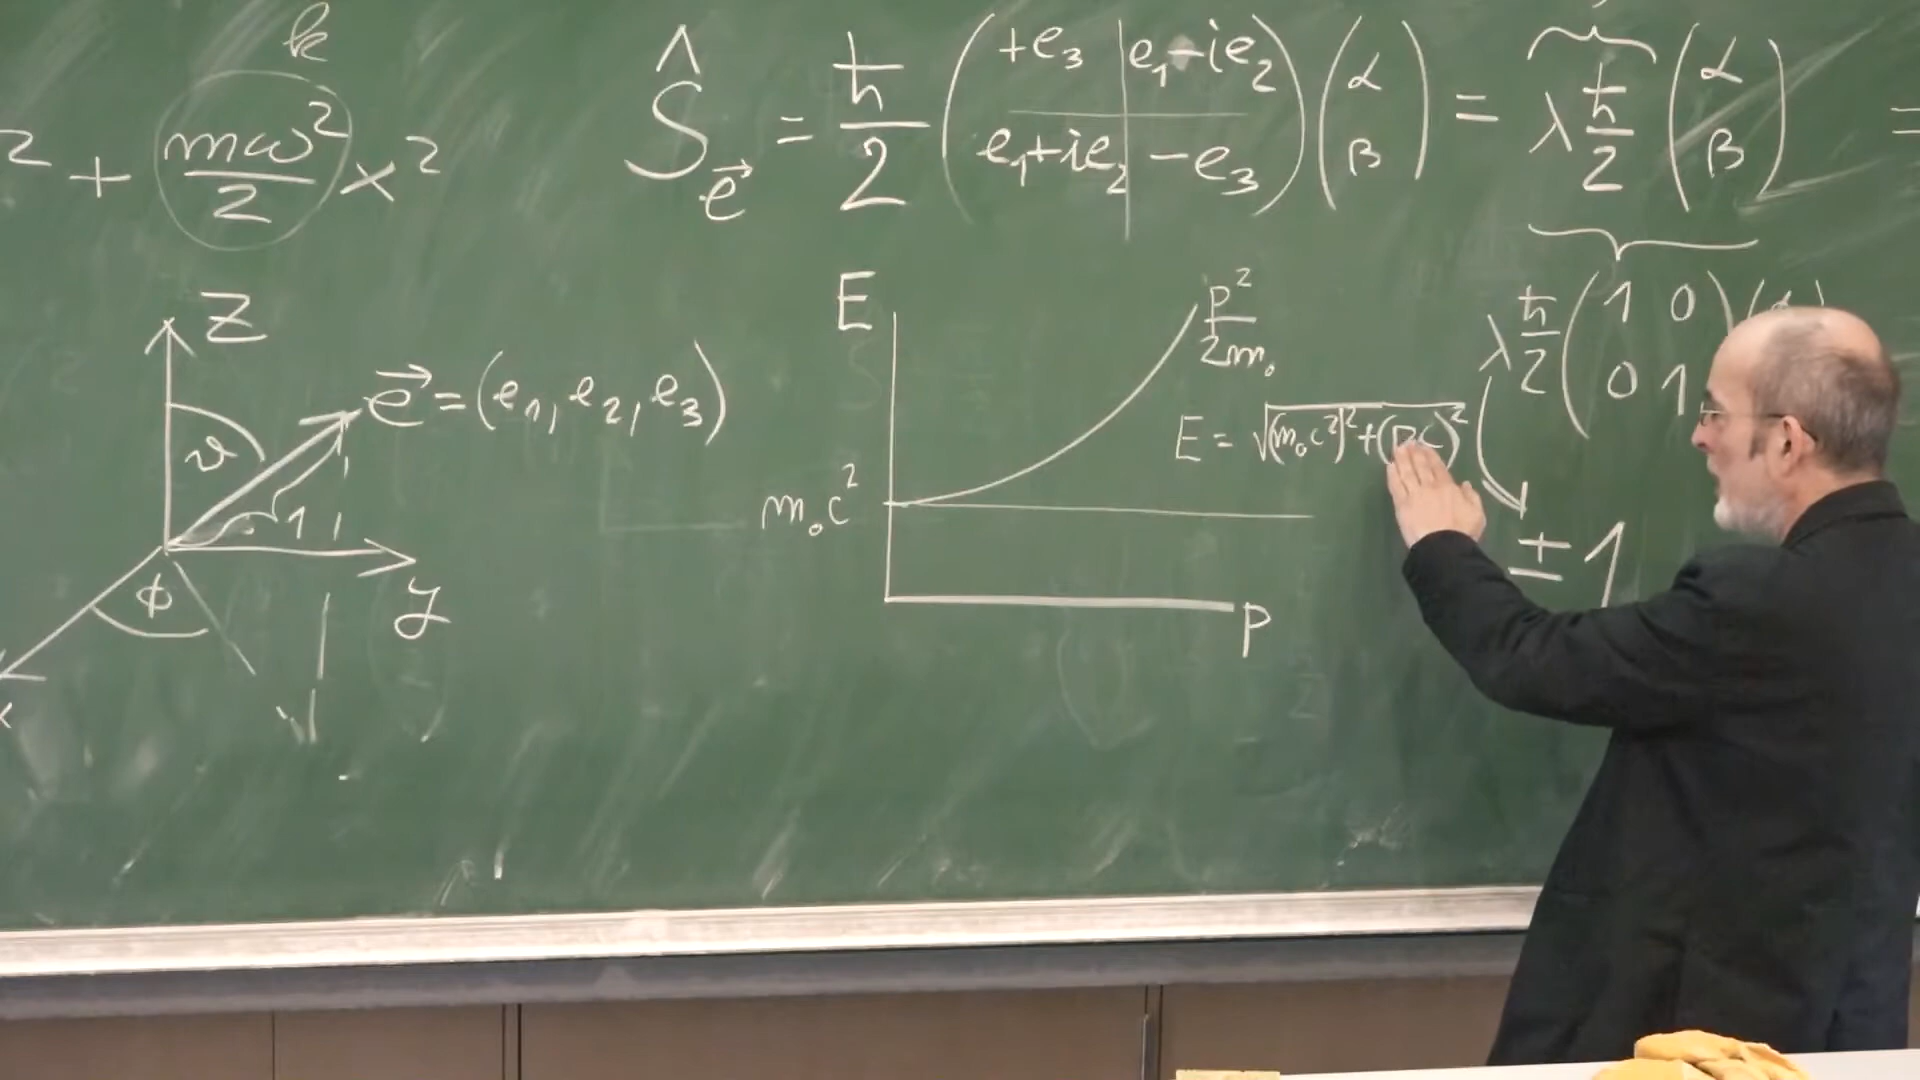 k
2 + mω²/2 x²
Ŝ_e⃗ = ħ/2 ( +e₃ | e₁-ie₂ ; e₁+ie₂ | -e₃ ) ( α ; β ) = λ ħ/2 ( α ; β ) =
λ ħ/2 ( 1 0 ; 0 1 )
± 1
z
e⃗ = (e₁, e₂, e₃)
ϑ
1
ϕ
y
x
E
p²/2m₀
E = √((m₀c²)² + (pc)²)
m₀c²
p